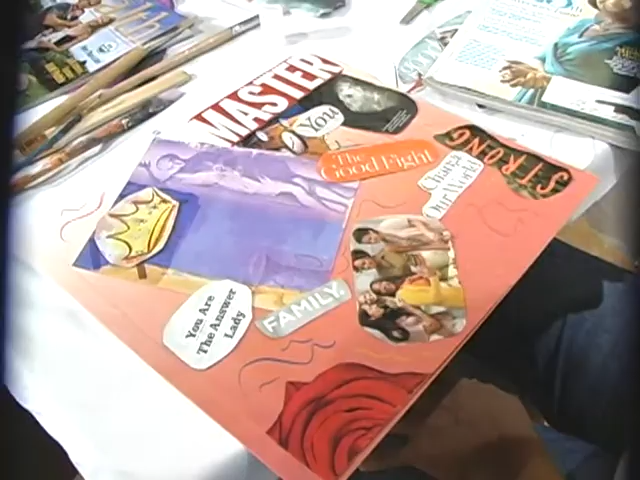 MASTER
You
The
Good Fight
STRONG
Change
Our World
FAMILY
You Are
The Answer
Lady